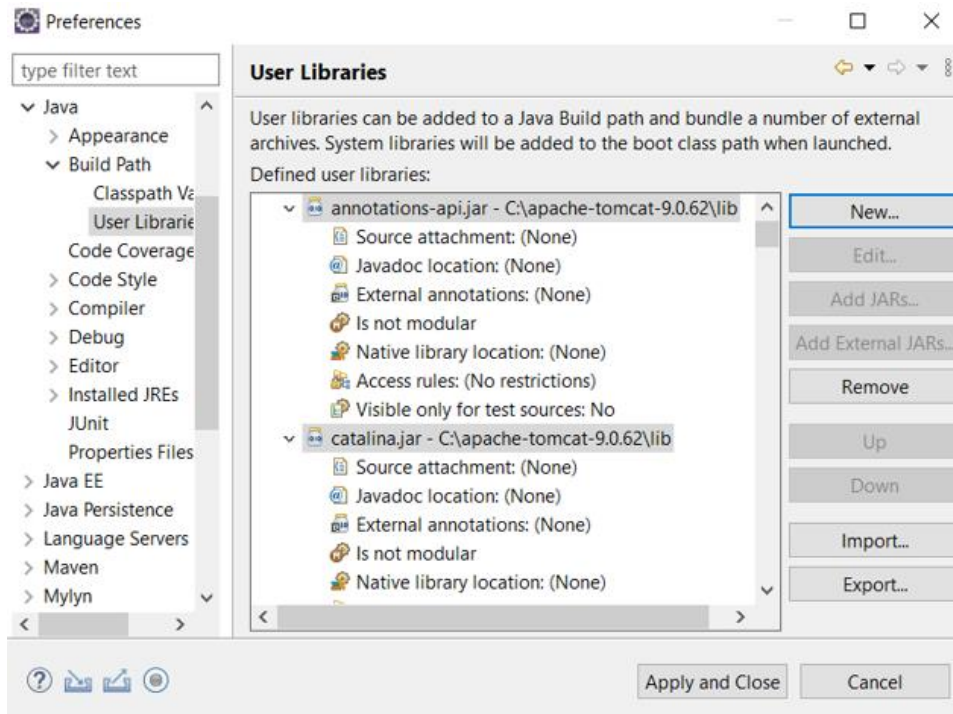 Preferences
type filter text
Java
Appearance
Build Path
Classpath Va
User Librarie
Code Coverage
Code Style
Compiler
Debug
Editor
Installed JREs
JUnit
Properties Files
Java EE
Java Persistence
Language Servers
Maven
Mylyn
User Libraries
User libraries can be added to a Java Build path and bundle a number of external
archives. System libraries will be added to the boot class path when launched.
Defined user libraries:
annotations-api.jar - C:\apache-tomcat-9.0.62\lib
Source attachment: (None)
Javadoc location: (None)
External annotations: (None)
Is not modular
Native library location: (None)
Access rules: (No restrictions)
Visible only for test sources: No
catalina.jar - C:\apache-tomcat-9.0.62\lib
Source attachment: (None)
Javadoc location: (None)
External annotations: (None)
Is not modular
Native library location: (None)
New...
Edit...
Add JARs...
Add External JARs..
Remove
Up
Down
Import...
Export...
Apply and Close
Cancel